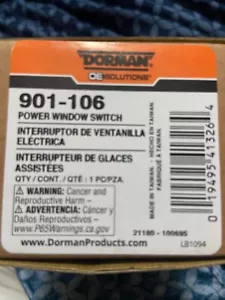 DORMAN
OE SOLUTIONS
901-106
POWER WINDOW SWITCH
INTERRUPTOR DE VENTANILLA
ELÉCTRICA
INTERRUPTEUR DE GLACES
ASSISTÉES
QTY / CONT. / QTÉ : 1 PC/PZA.
WARNING: Cancer and
Reproductive Harm –
ADVERTENCIA: Cáncer y
Daños Reproductivos –
www.P65Warnings.ca.gov
21180 - 100695
www.DormanProducts.com
LB1094
MADE IN TAIWAN - HECHO EN TAIWAN
FABRIQUÉ À TAIWAN
0 19495 41326 4